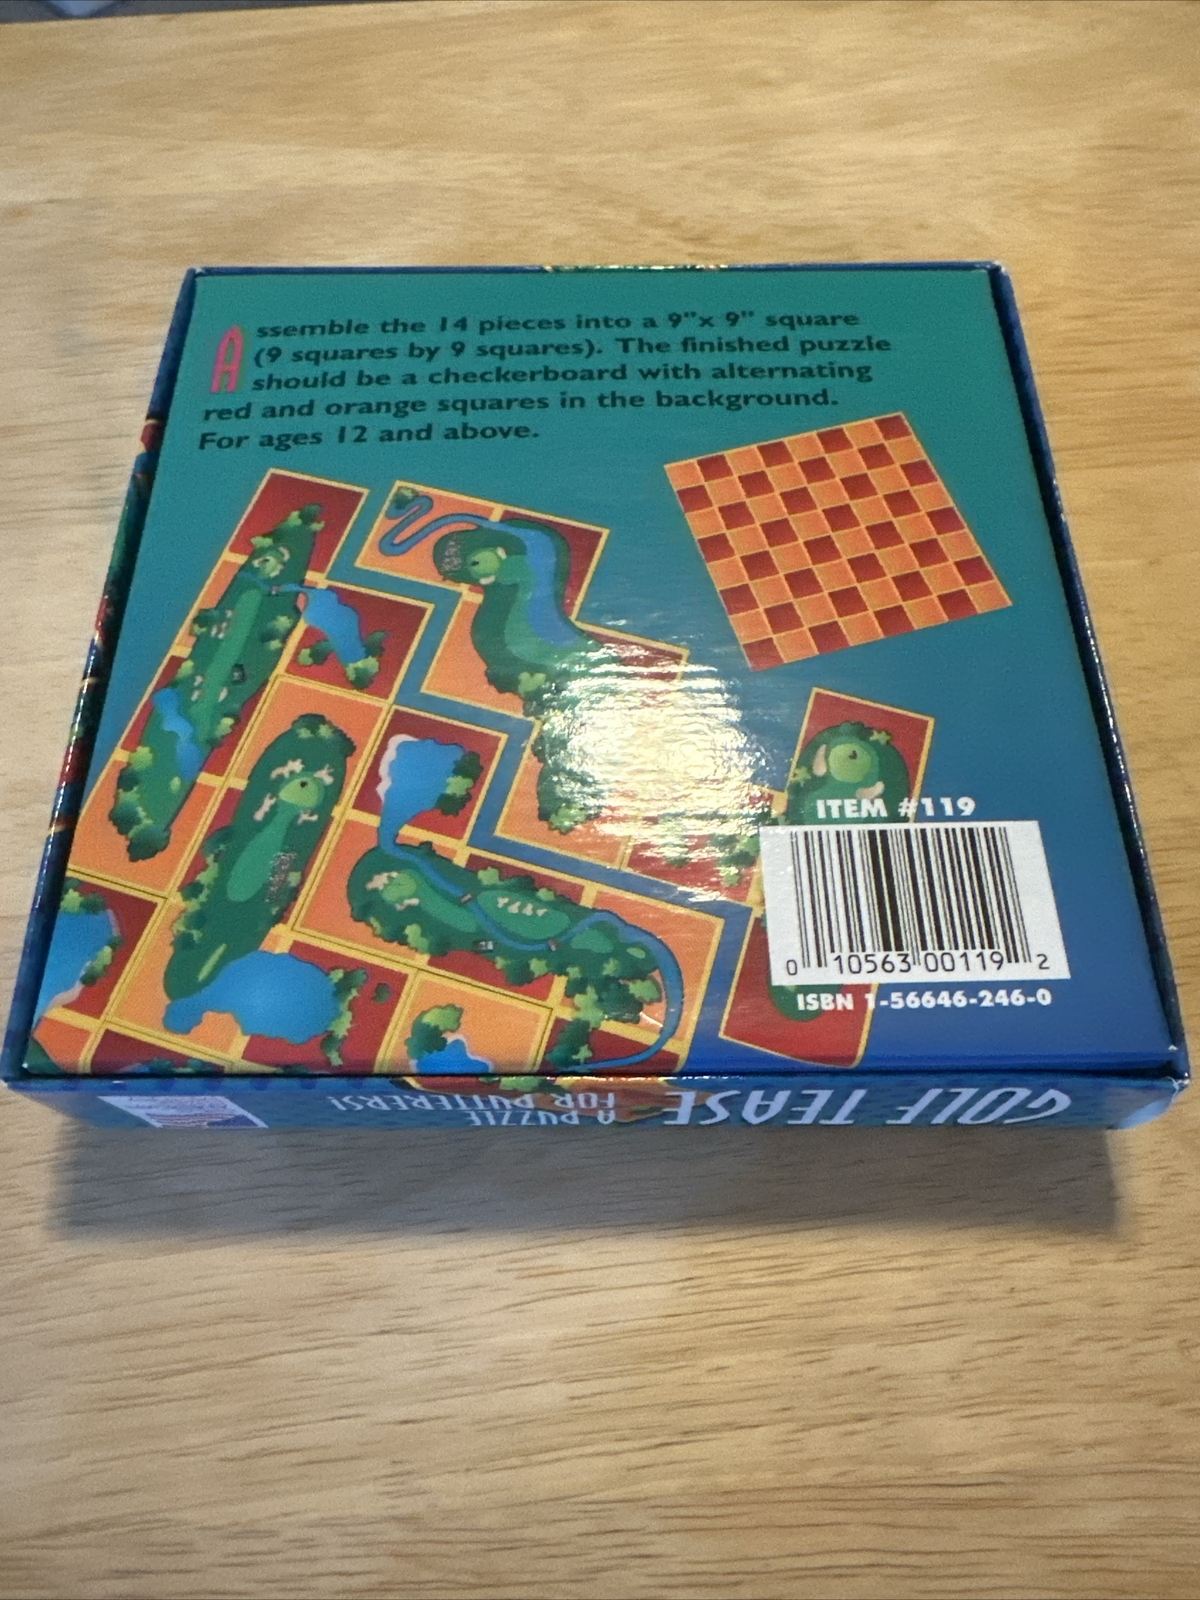 Assemble the 14 pieces into a 9"x 9" square
(9 squares by 9 squares). The finished puzzle
should be a checkerboard with alternating
red and orange squares in the background.
For ages 12 and above.
ITEM #119
0 10563 00119 2
ISBN 1-56646-246-0
GOLF TEASE
A PUZZLE
FOR PUTTERERS!